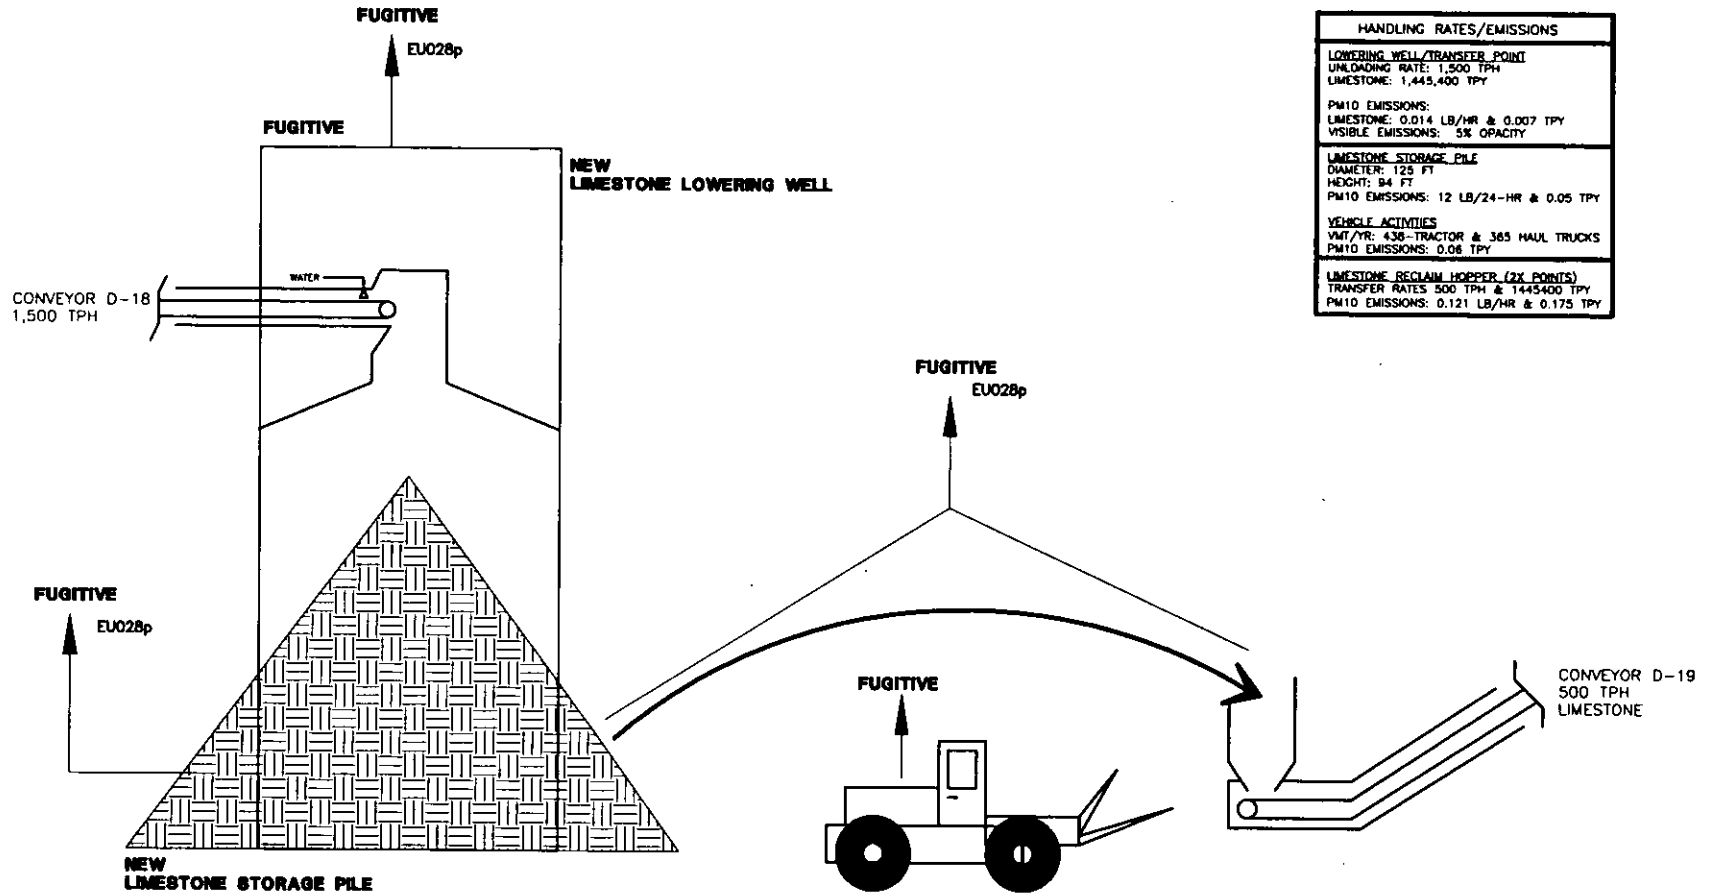 FUGITIVE
EU028p
FUGITIVE
NEW
LIMESTONE LOWERING WELL
WATER
CONVEYOR D-18
1,500 TPH
HANDLING RATES/EMISSIONS
LOWERING WELL/TRANSFER POINT
UNLOADING RATE: 1,500 TPH
LIMESTONE: 1,445,400 TPY
PM10 EMISSIONS:
LIMESTONE: 0.014 LB/HR & 0.007 TPY
VISIBLE EMISSIONS: 5% OPACITY
LIMESTONE STORAGE PILE
DIAMETER: 125 FT
HEIGHT: 94 FT
PM10 EMISSIONS: 12 LB/24-HR & 0.05 TPY
VEHICLE ACTIVITIES
VMT/YR: 438-TRACTOR & 365 HAUL TRUCKS
PM10 EMISSIONS: 0.06 TPY
LIMESTONE RECLAIM HOPPER (2X POINTS)
TRANSFER RATES 500 TPH & 1445400 TPY
PM10 EMISSIONS: 0.121 LB/HR & 0.175 TPY
FUGITIVE
EU028p
FUGITIVE
EU028p
FUGITIVE
CONVEYOR D-19
500 TPH
LIMESTONE
NEW
LIMESTONE STORAGE PILE